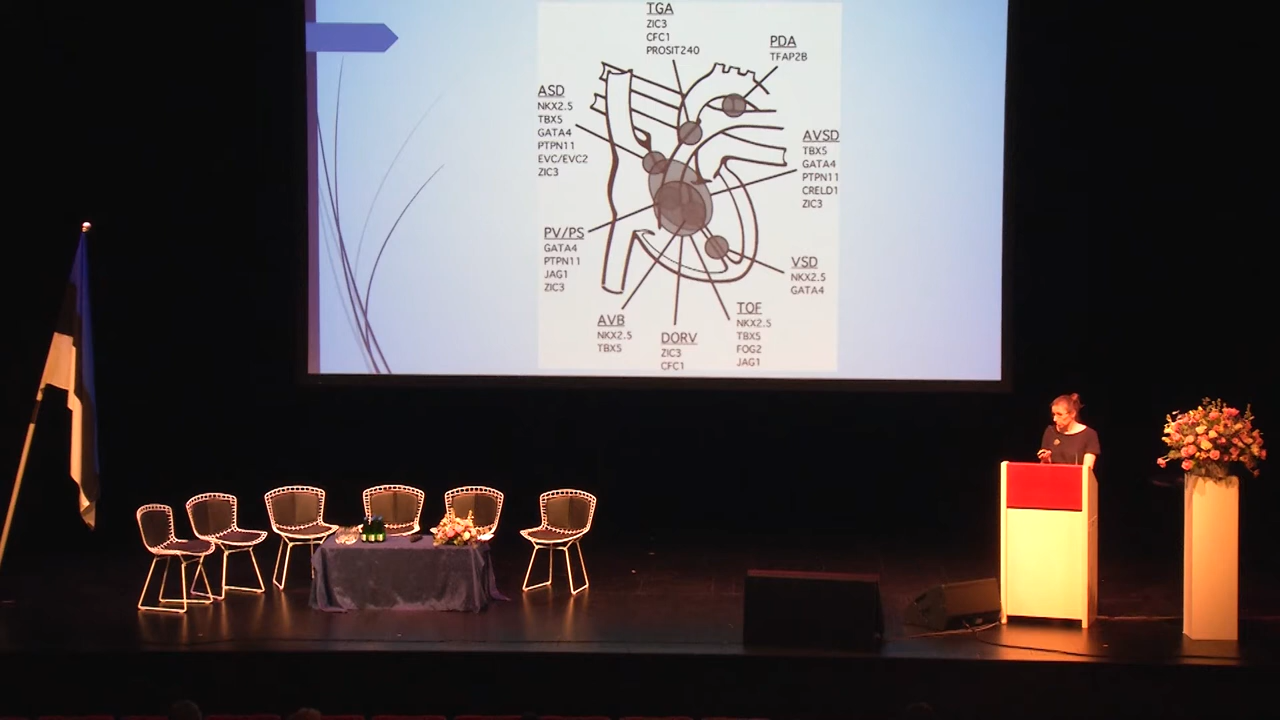 TGA
ZIC3
CFC1
PROSIT240
PDA
TFAP2B
ASD
NKX2.5
TBX5
GATA4
PTPN11
EVC/EVC2
ZIC3
AVSD
TBX5
GATA4
PTPN11
CRELD1
ZIC3
PV/PS
GATA4
PTPN11
JAG1
ZIC3
VSD
NKX2.5
GATA4
AVB
NKX2.5
TBX5
DORV
ZIC3
CFC1
TOF
NKX2.5
TBX5
FOG2
JAG1